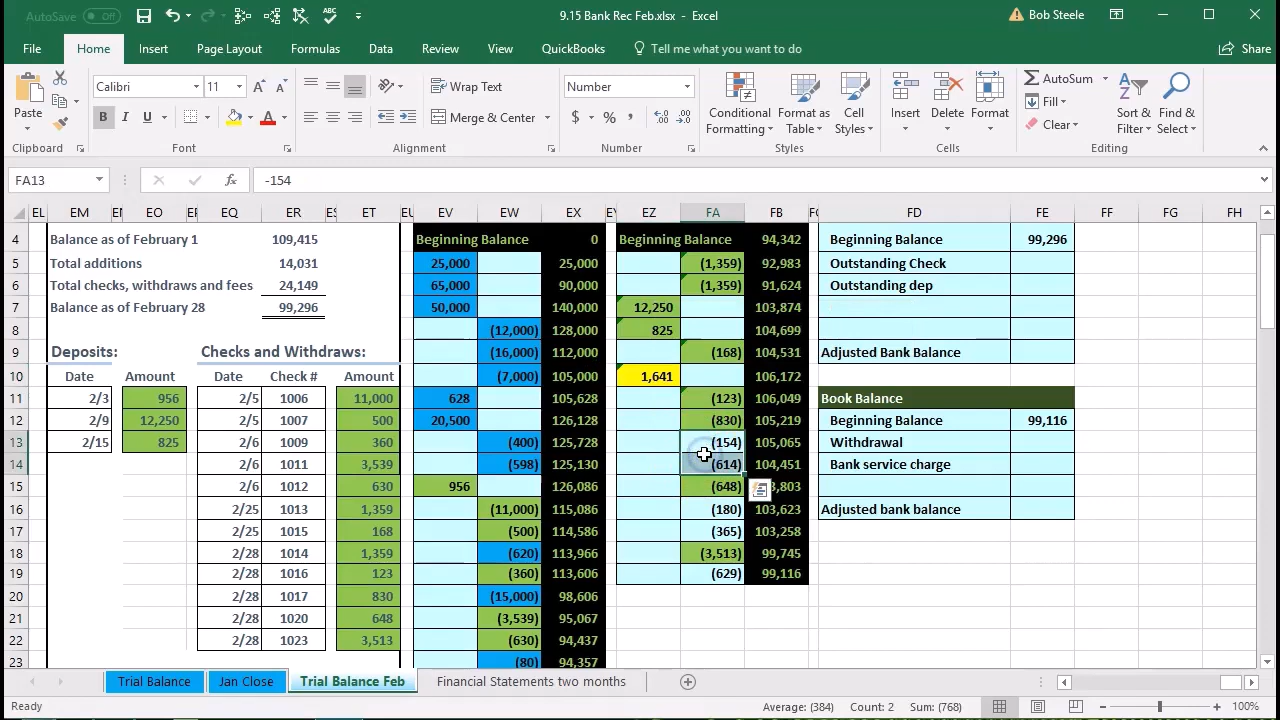 AutoSave Off 9.15 Bank Rec Feb.xlsx - Excel Bob Steele
File Home Insert Page Layout Formulas Data Review View QuickBooks Tell me what you want to do Share
Calibri 11 Wrap Text Number AutoSum
Paste B I U Merge & Center $ % Conditional Formatting Format as Table Cell Styles Insert Delete Format Fill Clear Sort & Filter Find & Select
Clipboard Font Alignment Number Styles Cells Editing
FA13 fx -154
EL EM EO EQ ER ET EV EW EX EZ FA FB FD FE FF FG FH
4 Balance as of February 1 109,415 Beginning Balance 0 Beginning Balance 94,342 Beginning Balance 99,296
5 Total additions 14,031 25,000 25,000 (1,359) 92,983 Outstanding Check
6 Total checks, withdraws and fees 24,149 65,000 90,000 (1,359) 91,624 Outstanding dep
7 Balance as of February 28 99,296 50,000 140,000 12,250 103,874
8 (12,000) 128,000 825 104,699
9 Deposits: Checks and Withdraws: (16,000) 112,000 (168) 104,531 Adjusted Bank Balance
10 Date Amount Date Check # Amount (7,000) 105,000 1,641 106,172
11 2/3 956 2/5 1006 11,000 628 105,628 (123) 106,049 Book Balance
12 2/9 12,250 2/5 1007 500 20,500 126,128 (830) 105,219 Beginning Balance 99,116
13 2/15 825 2/6 1009 360 (400) 125,728 (154) 105,065 Withdrawal
14 2/6 1011 3,539 (598) 125,130 (614) 104,451 Bank service charge
15 2/6 1012 630 956 126,086 (648) 3,803
16 2/25 1013 1,359 (11,000) 115,086 (180) 103,623 Adjusted bank balance
17 2/25 1015 168 (500) 114,586 (365) 103,258
18 2/28 1014 1,359 (620) 113,966 (3,513) 99,745
19 2/28 1016 123 (360) 113,606 (629) 99,116
20 2/28 1017 830 (15,000) 98,606
21 2/28 1020 648 (3,539) 95,067
22 2/28 1023 3,513 (630) 94,437
23 (80) 94,357
Trial Balance Jan Close Trial Balance Feb Financial Statements two months
Ready Average: (384) Count: 2 Sum: (768) 100%